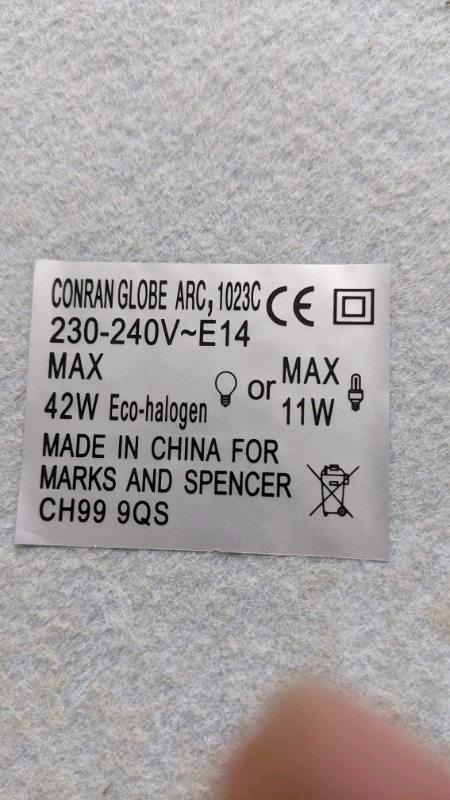 CONRAN GLOBE ARC, 1023C CE
230-240V~E14
MAX
42W Eco-halogen or MAX 11W
MADE IN CHINA FOR
MARKS AND SPENCER
CH99 9QS